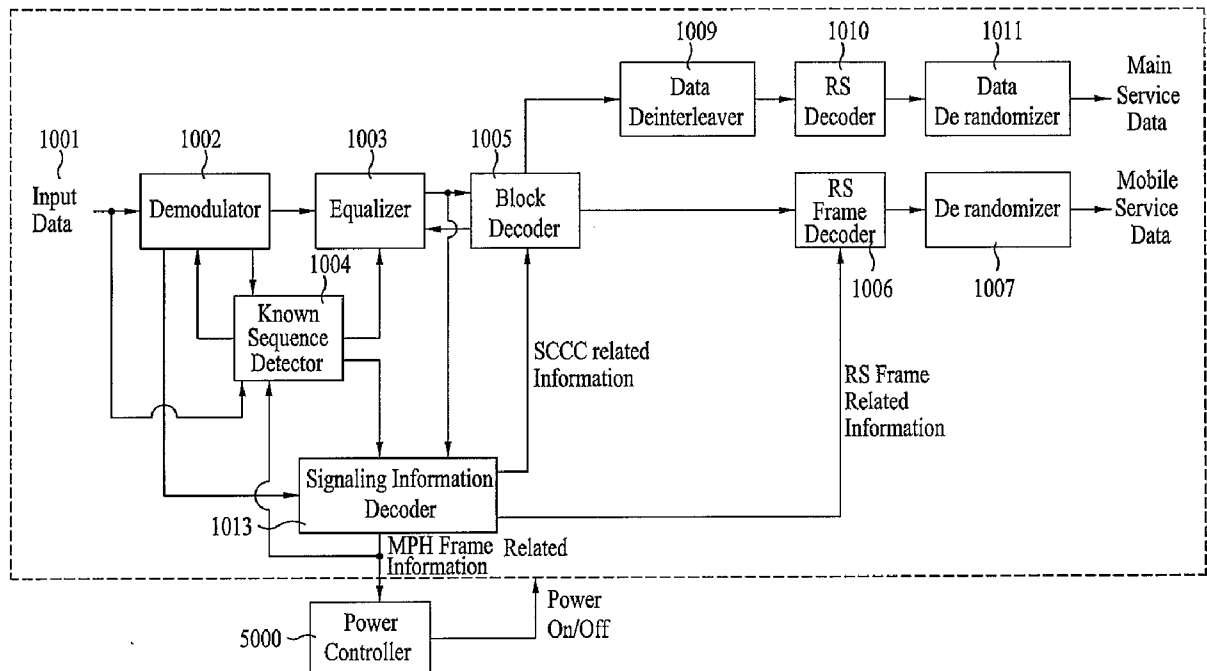 1009
1010
1011
Data
Deinterleaver
RS
Decoder
Data
De randomizer
Main
Service
Data
1001
1002
1003
1005
Input
Data
Demodulator
Equalizer
Block
Decoder
RS
Frame
Decoder
De randomizer
Mobile
Service
Data
1004
1006
1007
Known
Sequence
Detector
SCCC related
Information
RS Frame
Related
Information
Signaling Information
Decoder
1013
MPH Frame Related
Information
5000
Power
Controller
Power
On/Off